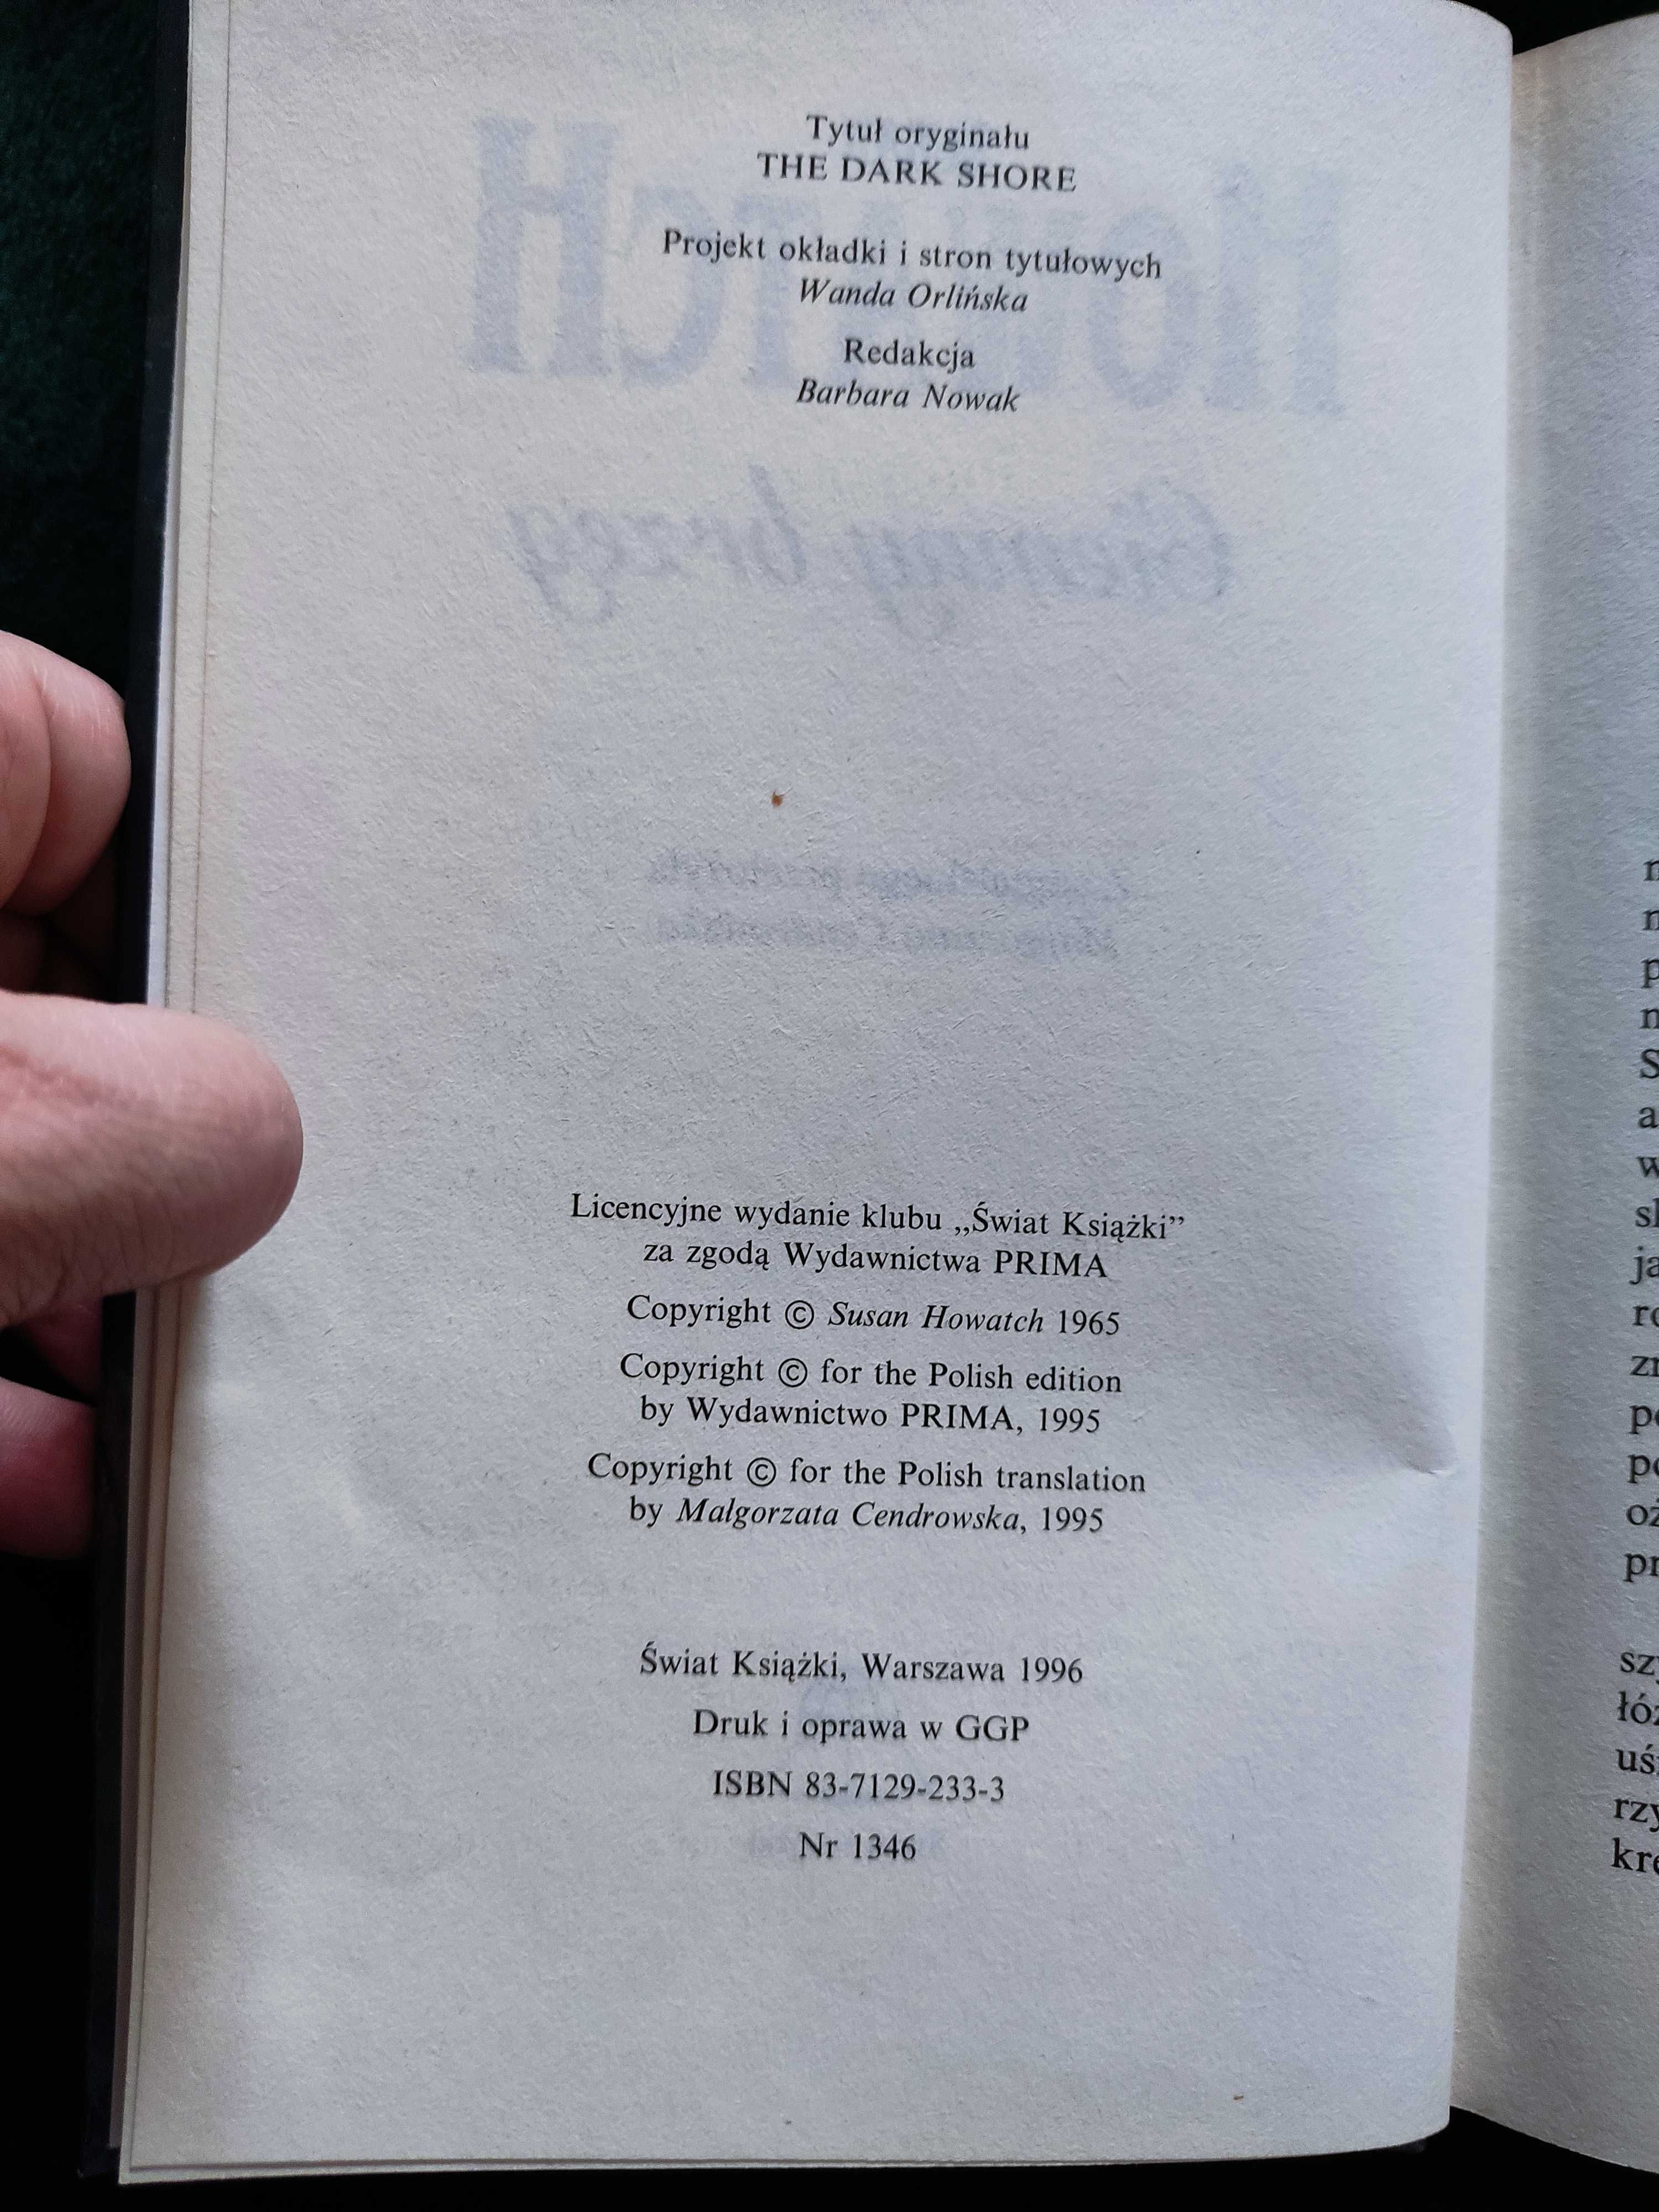 Tytuł oryginału
THE DARK SHORE
Projekt okładki i stron tytułowych
Wanda Orlińska
Redakcja
Barbara Nowak
Ciemny brzeg
Licencyjne wydanie klubu „Świat Książki”
za zgodą Wydawnictwa PRIMA
Copyright © Susan Howatch 1965
Copyright © for the Polish edition
by Wydawnictwo PRIMA, 1995
Copyright © for the Polish translation
by Małgorzata Cendrowska, 1995
Świat Książki, Warszawa 1996
Druk i oprawa w GGP
ISBN 83-7129-233-3
Nr 1346